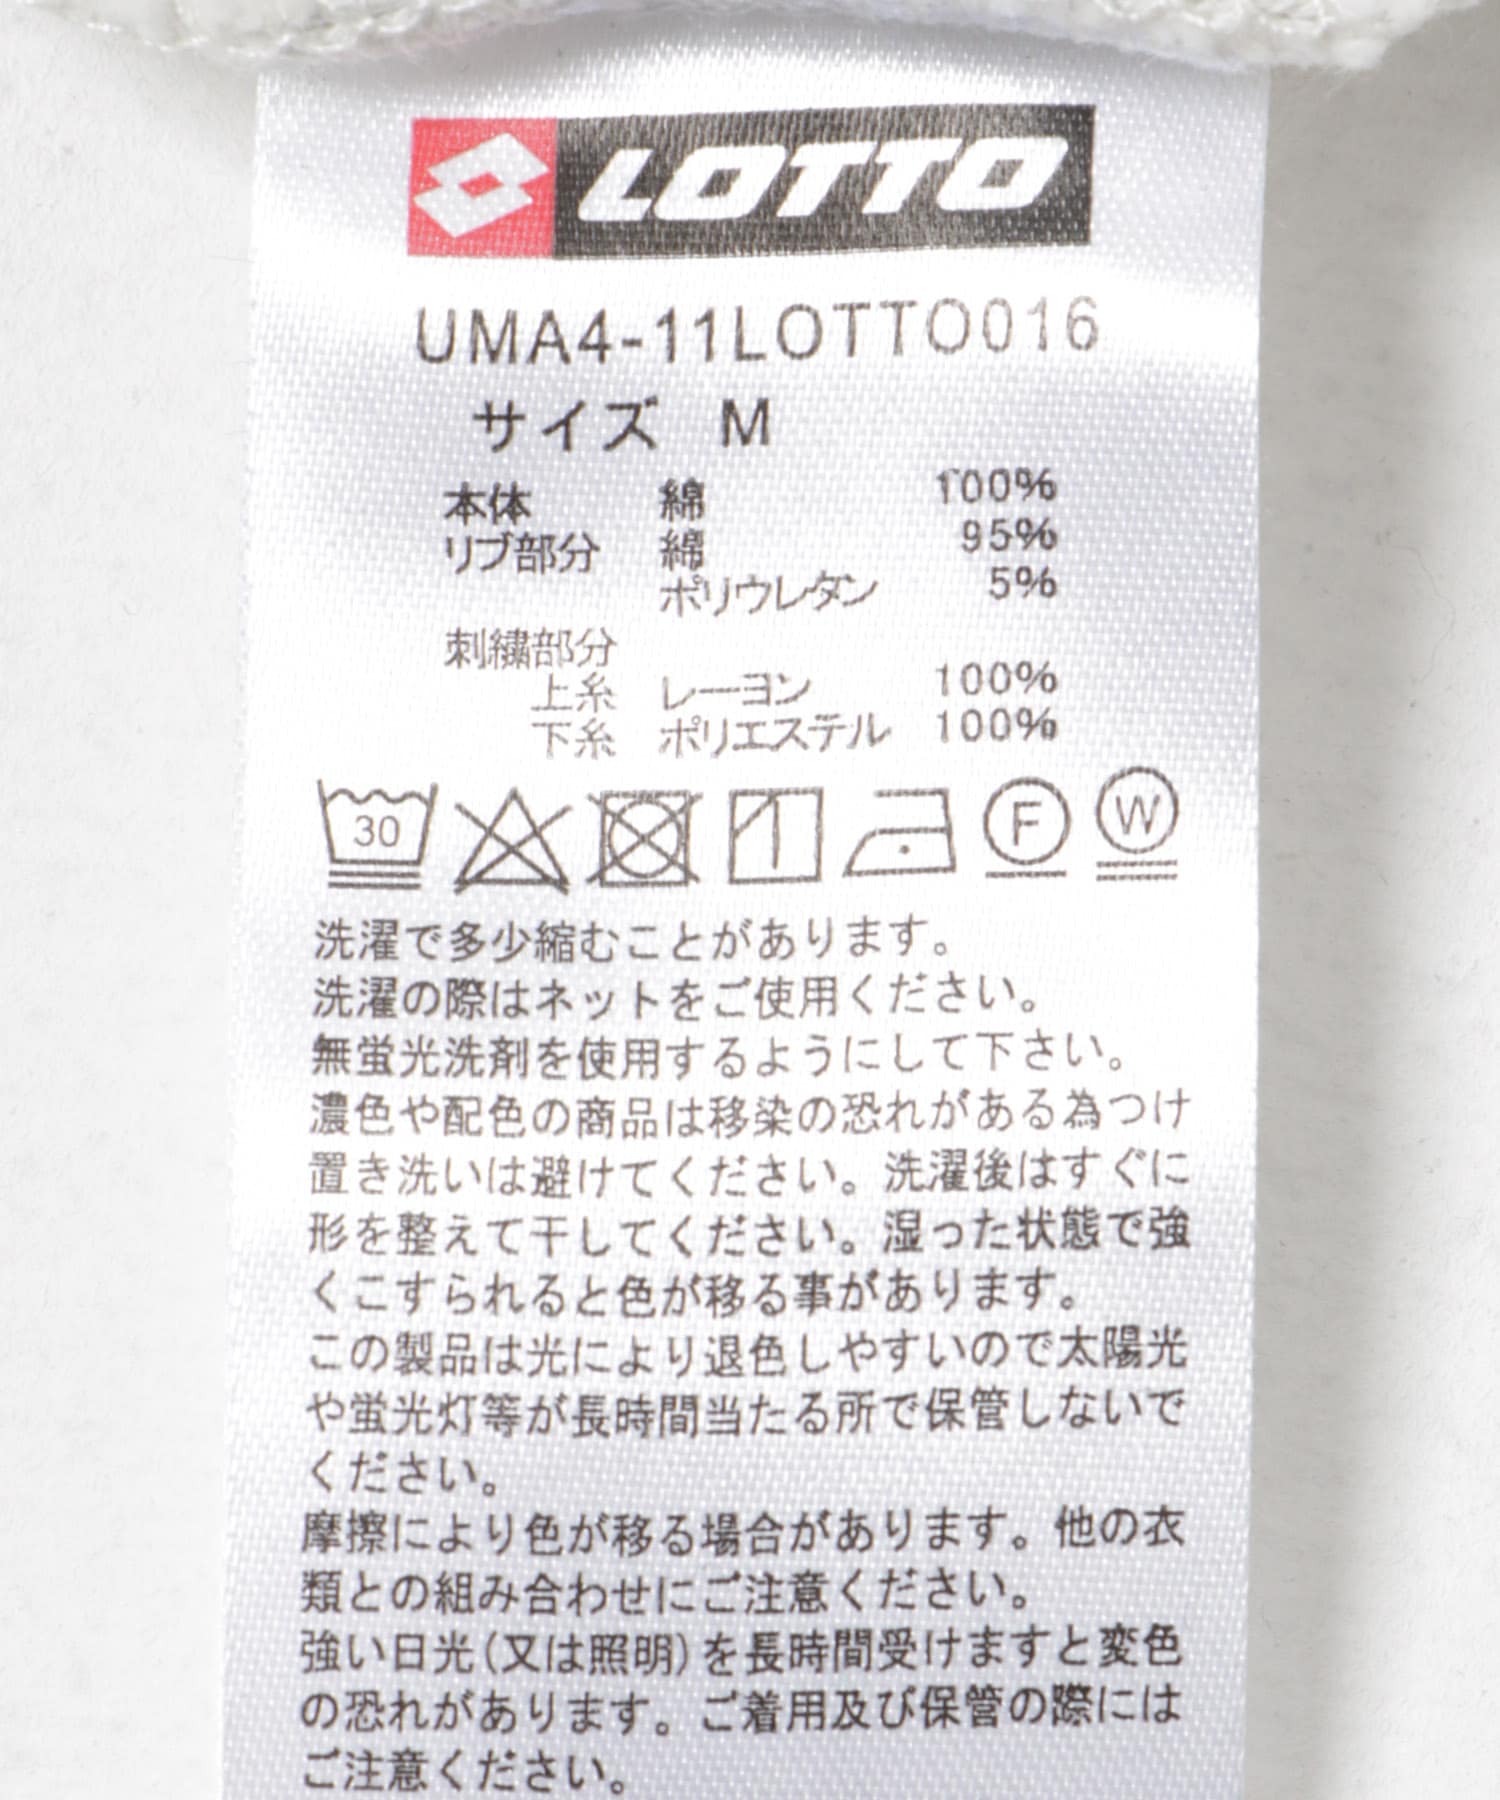 LOTTO
UMA4-11LOTTO016
サイズ M
本体 綿 100%
リブ部分 綿 95%
ポリウレタン 5%
刺繍部分
上糸 レーヨン 100%
下糸 ポリエステル 100%
30 F W
洗濯で多少縮むことがあります。
洗濯の際はネットをご使用ください。
無蛍光洗剤を使用するようにして下さい。
濃色や配色の商品は移染の恐れがある為つけ
置き洗いは避けてください。洗濯後はすぐに
形を整えて干してください。湿った状態で強
くこすられると色が移る事があります。
この製品は光により退色しやすいので太陽光
や蛍光灯等が長時間当たる所で保管しないで
ください。
摩擦により色が移る場合があります。他の衣
類との組み合わせにご注意ください。
強い日光(又は照明)を長時間受けますと変色
の恐れがあります。ご着用及び保管の際には
ご注意ください。